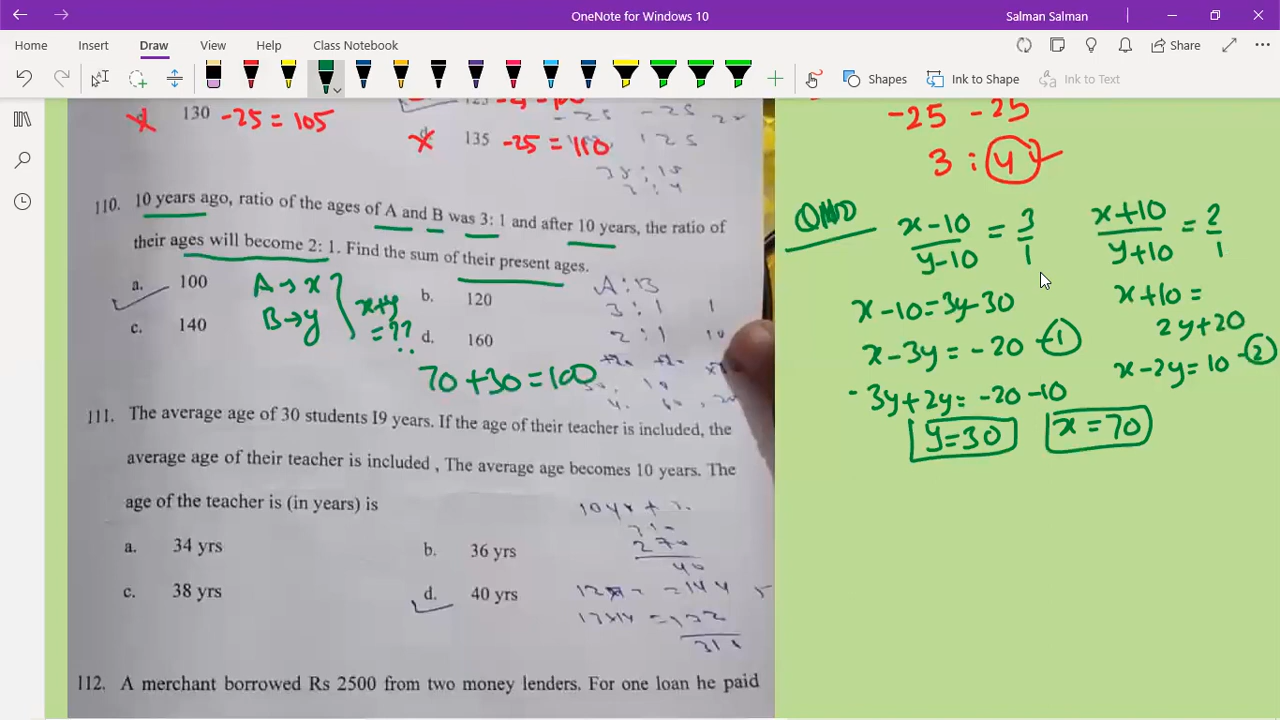 OneNote for Windows 10
Salman Salman
Home Insert Draw View Help Class Notebook
Share
Shapes
Ink to Shape
Ink to Text
130 -25 = 105
135 -25 = 110
-25 -25
3 : 4
110. 10 years ago, ratio of the ages of A and B was 3: 1 and after 10 years, the ratio of
their ages will become 2: 1. Find the sum of their present ages.
a. 100
b. 120
c. 140
d. 160
A → x
B → y
x+y
= ??
70 + 30 = 100
A : B
3 : 1
2 : 1
111. The average age of 30 students I9 years. If the age of their teacher is included, the
average age of their teacher is included , The average age becomes 10 years. The
age of the teacher is (in years) is
a. 34 yrs
b. 36 yrs
c. 38 yrs
d. 40 yrs
270
40
112. A merchant borrowed Rs 2500 from two money lenders. For one loan he paid
x-10/y-10 = 3/1
x-10 = 3y-30
x-3y = -20 -1
-3y+2y = -20-10
y=30
x=70
x+10/y+10 = 2/1
x+10 =
2y+20
x-2y = 10 -2